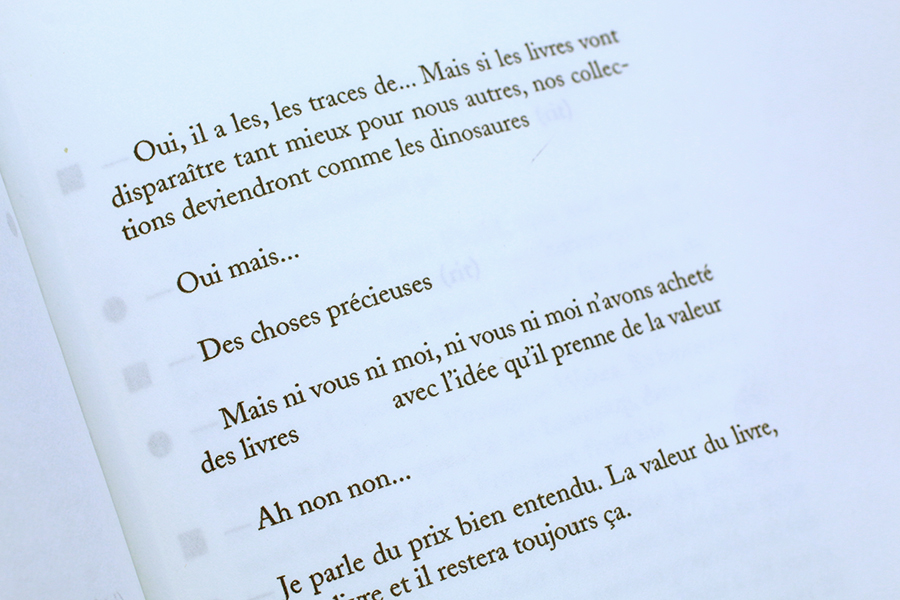 — Oui, il a les, les traces de... Mais si les livres vont
disparaître tant mieux pour nous autres, nos collec-
tions deviendront comme les dinosaures (rit)
— Oui mais...
— Des choses précieuses (rit)
— Mais ni vous ni moi, ni vous ni moi n'avons acheté
des livres avec l'idée qu'il prenne de la valeur
— Ah non non...
Je parle du prix bien entendu. La valeur du livre,
livre et il restera toujours ça.